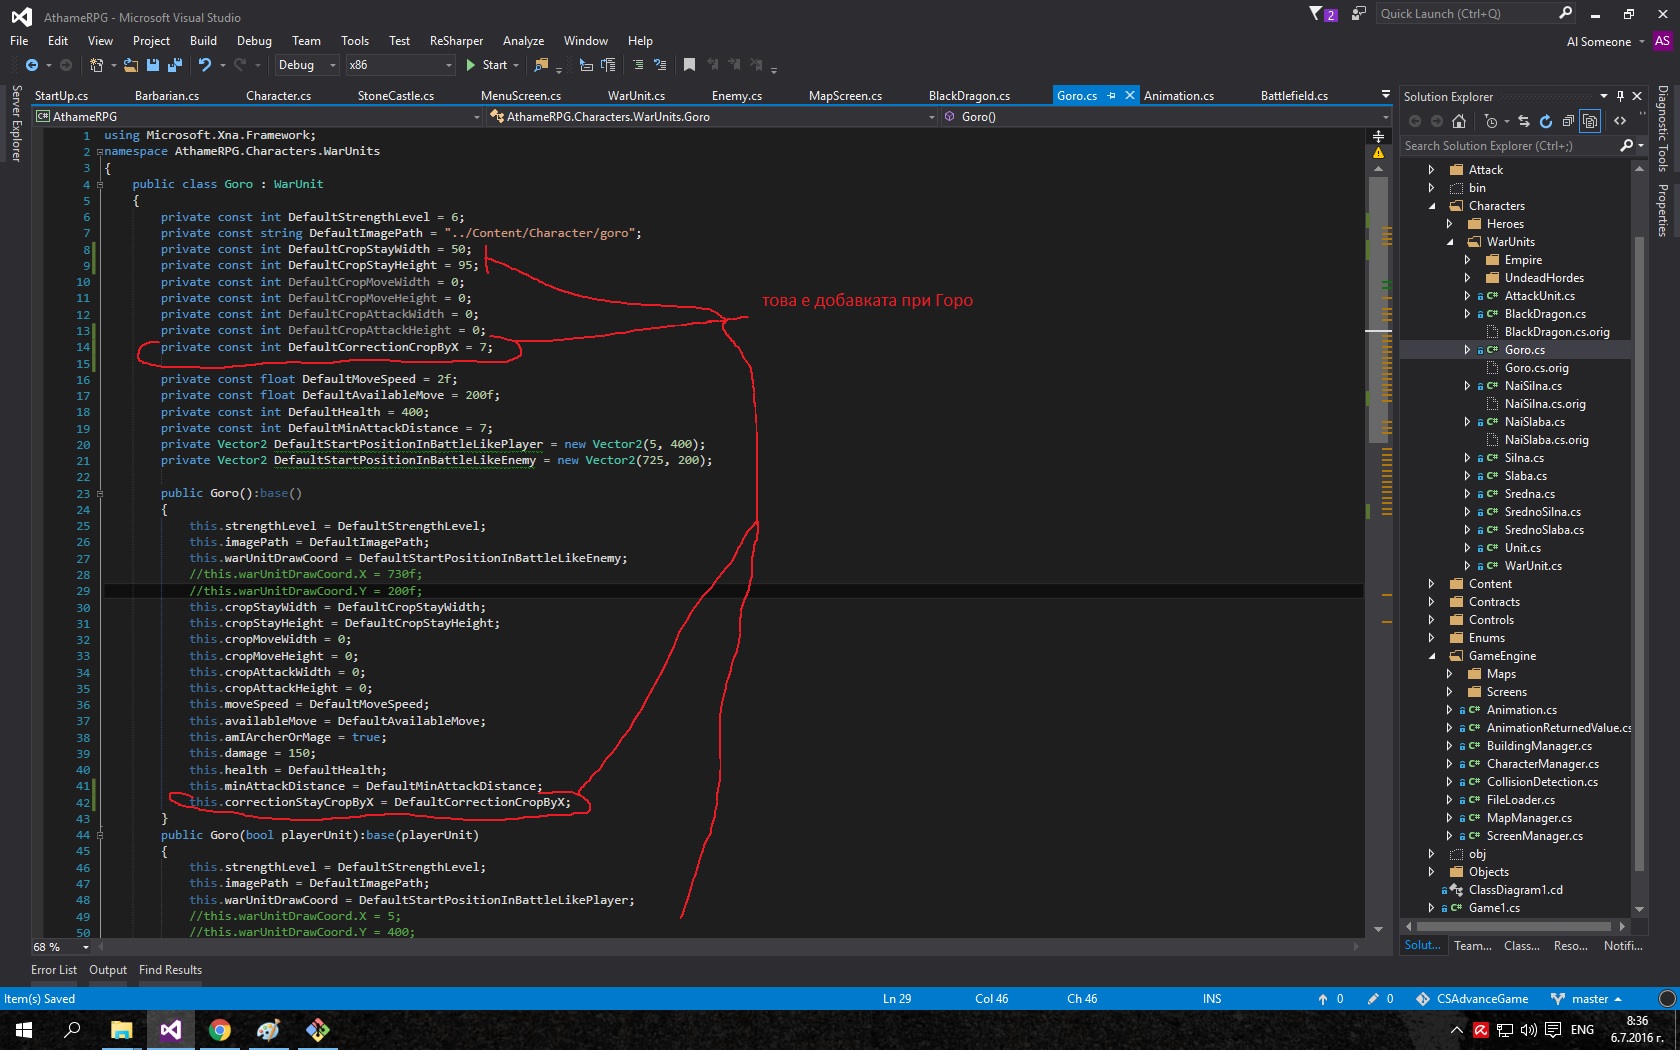 AthameRPG - Microsoft Visual Studio
2
Quick Launch (Ctrl+Q)
File Edit View Project Build Debug Team Tools Test ReSharper Analyze Window Help
Al Someone AS
Debug x86 Start
StartUp.cs Barbarian.cs Character.cs StoneCastle.cs MenuScreen.cs WarUnit.cs Enemy.cs MapScreen.cs BlackDragon.cs Goro.cs Animation.cs Battlefield.cs
Server Explorer
AthameRPG AthameRPG.Characters.WarUnits.Goro Goro()
1 using Microsoft.Xna.Framework;
2 namespace AthameRPG.Characters.WarUnits
3 {
4 public class Goro : WarUnit
5 {
6 private const int DefaultStrengthLevel = 6;
7 private const string DefaultImagePath = "../Content/Character/goro";
8 private const int DefaultCropStayWidth = 50;
9 private const int DefaultCropStayHeight = 95;
10 private const int DefaultCropMoveWidth = 0;
11 private const int DefaultCropMoveHeight = 0;
12 private const int DefaultCropAttackWidth = 0;
13 private const int DefaultCropAttackHeight = 0;
14 private const int DefaultCorrectionCropByX = 7;
15
16 private const float DefaultMoveSpeed = 2f;
17 private const float DefaultAvailableMove = 200f;
18 private const int DefaultHealth = 400;
19 private const int DefaultMinAttackDistance = 7;
20 private Vector2 DefaultStartPositionInBattleLikePlayer = new Vector2(5, 400);
21 private Vector2 DefaultStartPositionInBattleLikeEnemy = new Vector2(725, 200);
22
23 public Goro():base()
24 {
25 this.strengthLevel = DefaultStrengthLevel;
26 this.imagePath = DefaultImagePath;
27 this.warUnitDrawCoord = DefaultStartPositionInBattleLikeEnemy;
28 //this.warUnitDrawCoord.X = 730f;
29 //this.warUnitDrawCoord.Y = 200f;
30 this.cropStayWidth = DefaultCropStayWidth;
31 this.cropStayHeight = DefaultCropStayHeight;
32 this.cropMoveWidth = 0;
33 this.cropMoveHeight = 0;
34 this.cropAttackWidth = 0;
35 this.cropAttackHeight = 0;
36 this.moveSpeed = DefaultMoveSpeed;
37 this.availableMove = DefaultAvailableMove;
38 this.amIArcherOrMage = true;
39 this.damage = 150;
40 this.health = DefaultHealth;
41 this.minAttackDistance = DefaultMinAttackDistance;
42 this.correctionStayCropByX = DefaultCorrectionCropByX;
43 }
44 public Goro(bool playerUnit):base(playerUnit)
45 {
46 this.strengthLevel = DefaultStrengthLevel;
47 this.imagePath = DefaultImagePath;
48 this.warUnitDrawCoord = DefaultStartPositionInBattleLikePlayer;
49 //this.warUnitDrawCoord.X = 5;
50 //this.warUnitDrawCoord.Y = 400;
това е добавката при Горо
68 %
Solution Explorer
Search Solution Explorer (Ctrl+;)
Attack
bin
Characters
Heroes
WarUnits
Empire
UndeadHordes
C# AttackUnit.cs
C# BlackDragon.cs
BlackDragon.cs.orig
C# Goro.cs
Goro.cs.orig
C# NaiSilna.cs
NaiSilna.cs.orig
C# NaiSlaba.cs
NaiSlaba.cs.orig
C# Silna.cs
C# Slaba.cs
C# Sredna.cs
C# SrednoSilna.cs
C# SrednoSlaba.cs
C# Unit.cs
C# WarUnit.cs
Content
Contracts
Controls
Enums
GameEngine
Maps
Screens
C# Animation.cs
C# AnimationReturnedValue.cs
C# BuildingManager.cs
C# CharacterManager.cs
C# CollisionDetection.cs
C# FileLoader.cs
C# MapManager.cs
C# ScreenManager.cs
obj
Objects
ClassDiagram1.cd
C# Game1.cs
Solut... Team... Class... Reso... Notifi...
Diagnostic Tools
Properties
Error List Output Find Results
Item(s) Saved Ln 29 Col 46 Ch 46 INS 0 0 CSAdvanceGame master
ENG
8:36
6.7.2016 г.